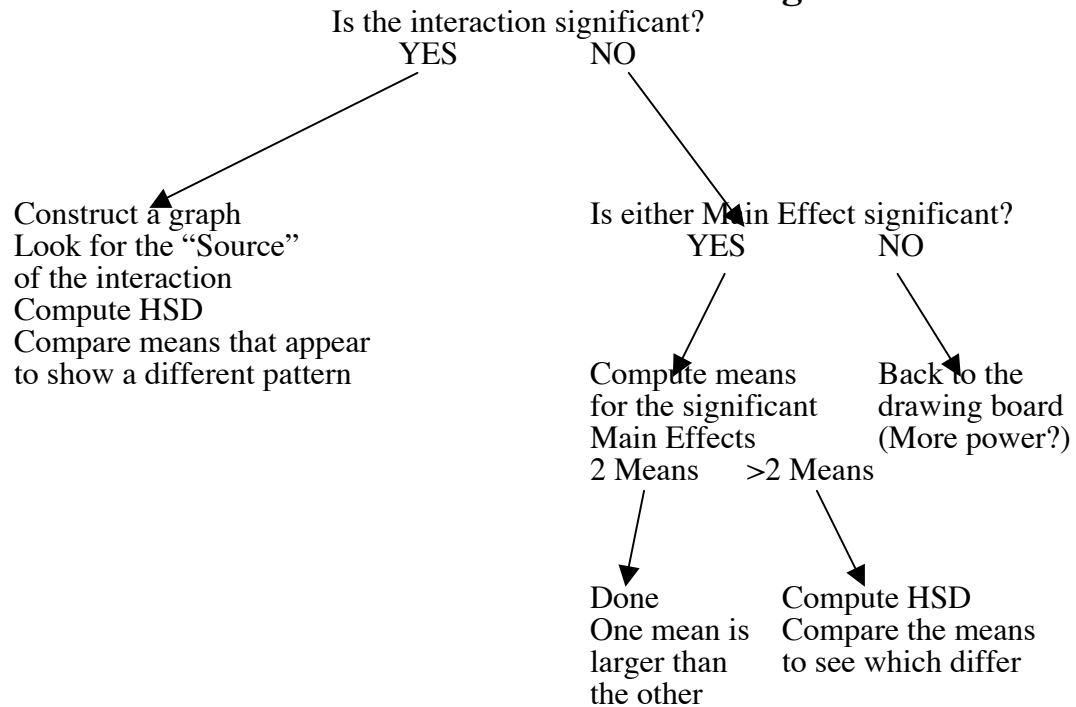 Is the interaction significant?
YES NO
Construct a graph
Look for the “Source”
of the interaction
Compute HSD
Compare means that appear
to show a different pattern
Is either Main Effect significant?
YES NO
Compute means
for the significant
Main Effects
2 Means >2 Means
Back to the
drawing board
(More power?)
Done
One mean is
larger than
the other
Compute HSD
Compare the means
to see which differ